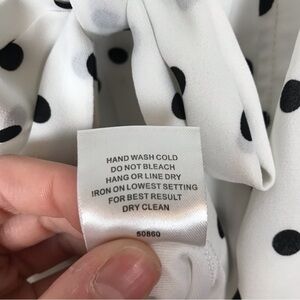 HAND WASH COLD
DO NOT BLEACH
HANG OR LINE DRY
IRON ON LOWEST SETTING
FOR BEST RESULT
DRY CLEAN
50860